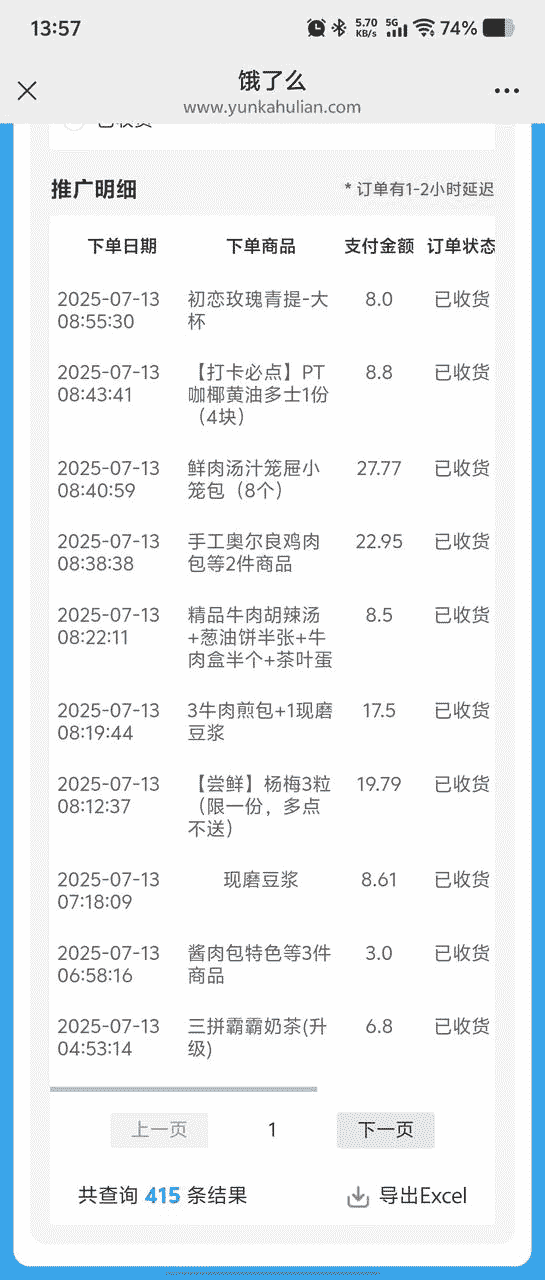 13:57
5.70 KB/s 5G 74%
饿了么
www.yunkahulian.com
已收货
推广明细
* 订单有1-2小时延迟
下单日期 下单商品 支付金额 订单状态
2025-07-13 初恋玫瑰青提-大 8.0 已收货
08:55:30 杯
2025-07-13 【打卡必点】PT 8.8 已收货
08:43:41 咖椰黄油多士1份
（4块）
2025-07-13 鲜肉汤汁笼屉小 27.77 已收货
08:40:59 笼包（8个）
2025-07-13 手工奥尔良鸡肉 22.95 已收货
08:38:38 包等2件商品
2025-07-13 精品牛肉胡辣汤 8.5 已收货
08:22:11 +葱油饼半张+牛
肉盒半个+茶叶蛋
2025-07-13 3牛肉煎包+1现磨 17.5 已收货
08:19:44 豆浆
2025-07-13 【尝鲜】杨梅3粒 19.79 已收货
08:12:37 （限一份，多点
不送）
2025-07-13 现磨豆浆 8.61 已收货
07:18:09
2025-07-13 酱肉包特色等3件 3.0 已收货
06:58:16 商品
2025-07-13 三拼霸霸奶茶(升 6.8 已收货
04:53:14 级)
上一页 1 下一页
共查询 415 条结果 导出Excel